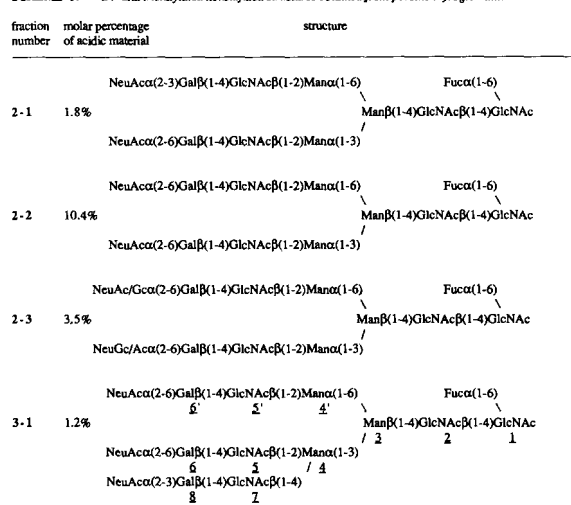 fraction molar percentage structure
number of acidic material
NeuAcα(2-3)Galβ(1-4)GlcNAcβ(1-2)Manα(1-6) Fucα(1-6)
\ \
2-1 1.8% Manβ(1-4)GlcNAcβ(1-4)GlcNAc
/
NeuAcα(2-6)Galβ(1-4)GlcNAcβ(1-2)Manα(1-3)
NeuAcα(2-6)Galβ(1-4)GlcNAcβ(1-2)Manα(1-6) Fucα(1-6)
\ \
2-2 10.4% Manβ(1-4)GlcNAcβ(1-4)GlcNAc
/
NeuAcα(2-6)Galβ(1-4)GlcNAcβ(1-2)Manα(1-3)
NeuAc/Gcα(2-6)Galβ(1-4)GlcNAcβ(1-2)Manα(1-6) Fucα(1-6)
\ \
2-3 3,5% Manβ(1-4)GlcNAcβ(1-4)GlcNAc
/
NeuGc/Acα(2-6)Galβ(1-4)GlcNAcβ(1-2)Manα(1-3)
NeuAcα(2-6)Galβ(1-4)GlcNAcβ(1-2)Manα(1-6) Fucα(1-6)
6' 5' 4' \ \
3-1 1.2% Manβ(1-4)GlcNAcβ(1-4)GlcNAc
/ 3 2 1
NeuAcα(2-6)Galβ(1-4)GlcNAcβ(1-2)Manα(1-3)
6 5 / 4
NeuAcα(2-3)Galβ(1-4)GlcNAcβ(1-4)
8 7